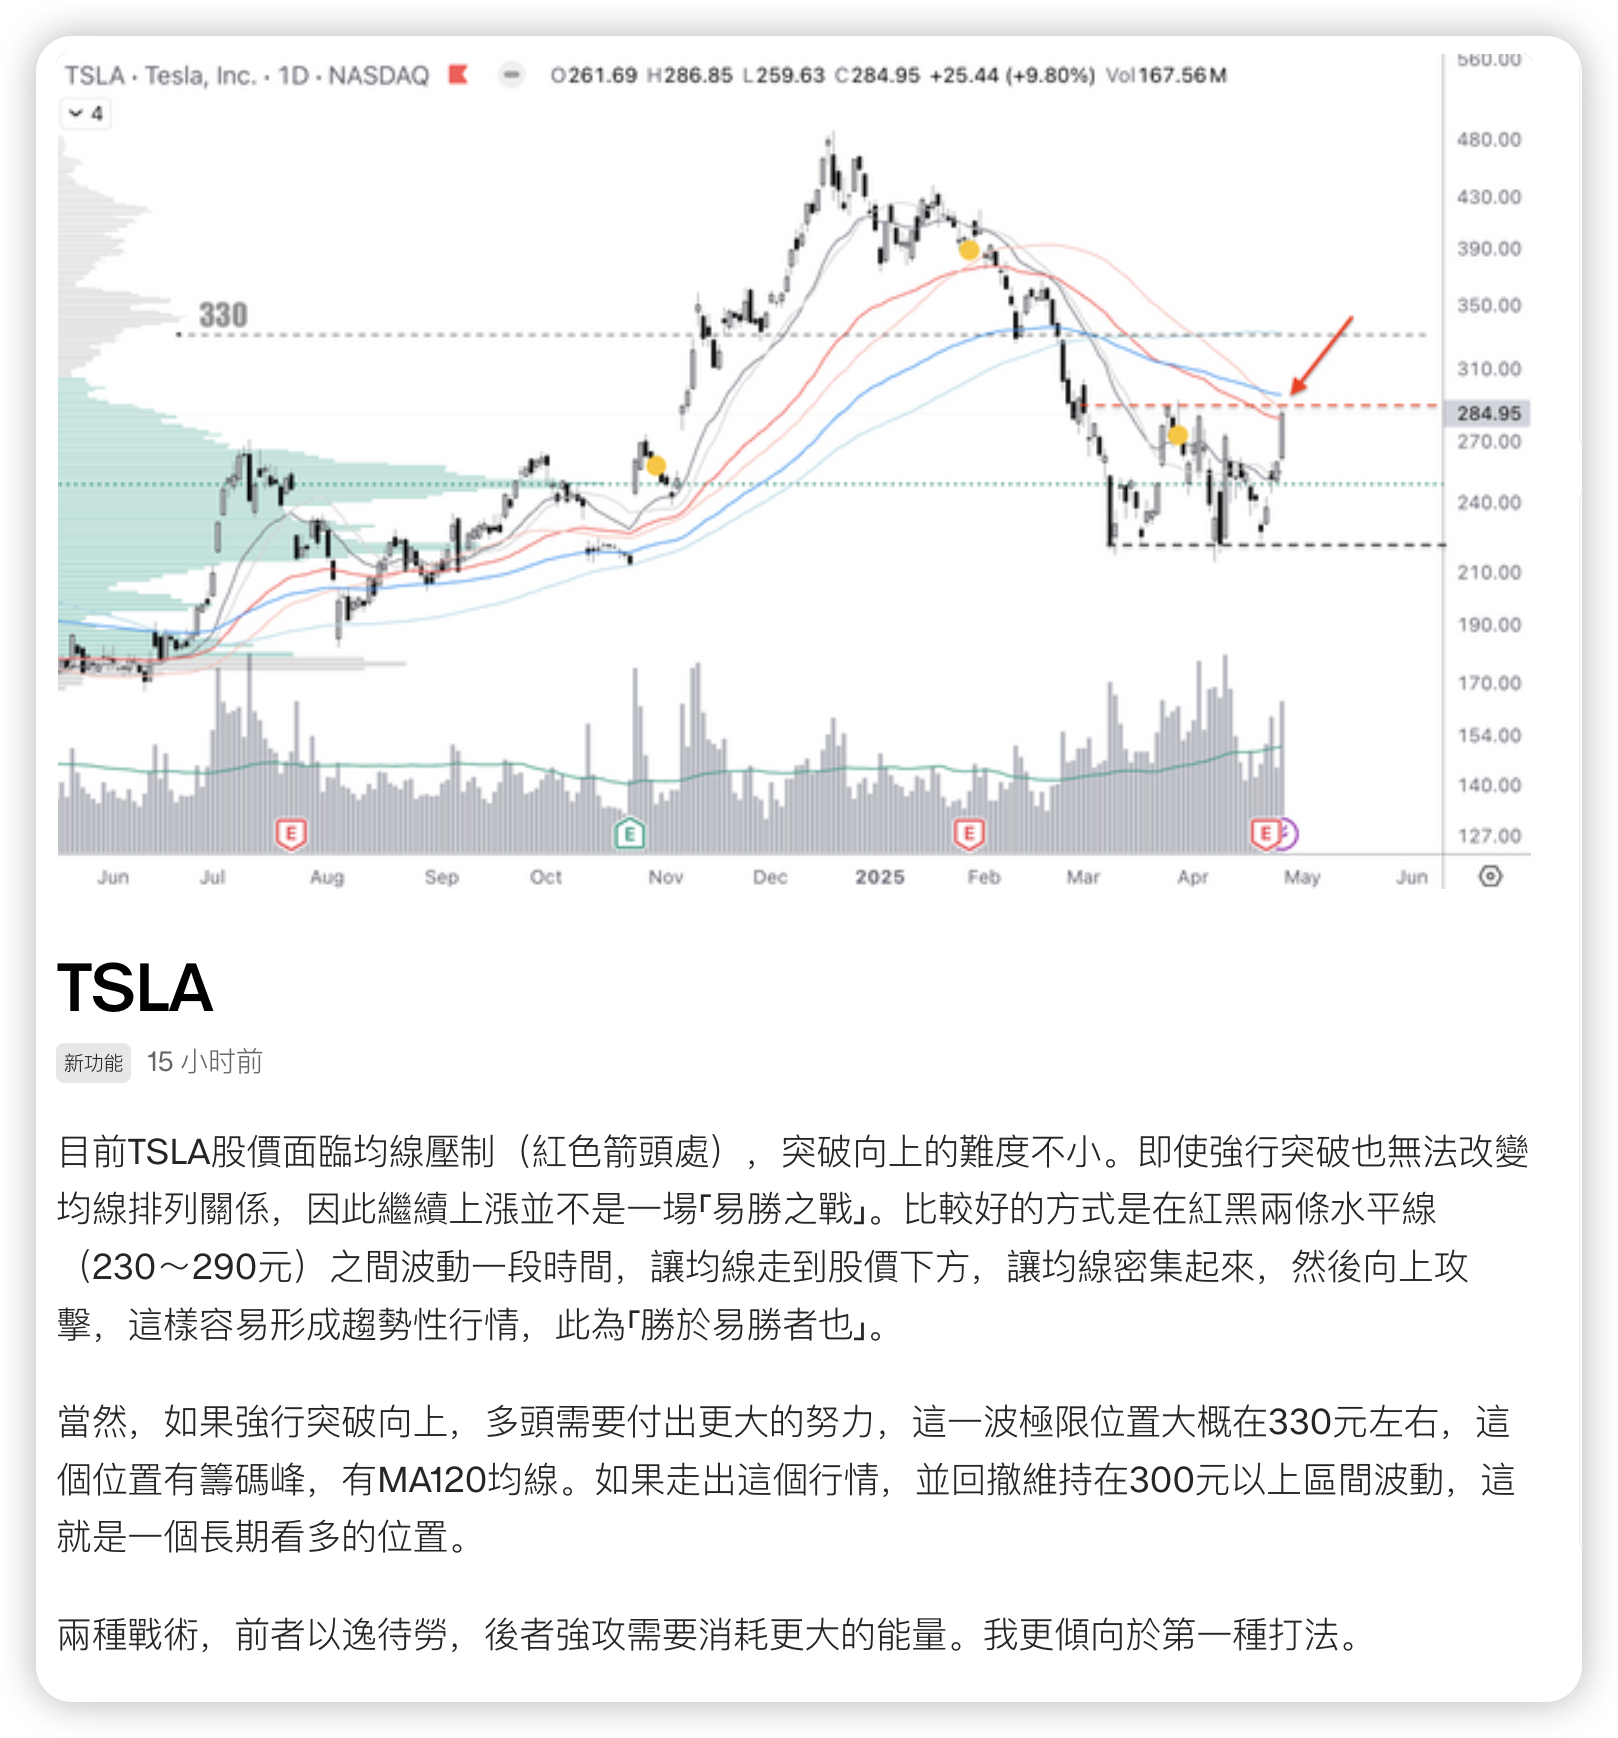 TSLA · Tesla, Inc. · 1D · NASDAQ O261.69 H286.85 L259.63 C284.95 +25.44 (+9.80%) Vol167.56M
4
560.00
480.00
430.00
390.00
350.00
330
310.00
284.95
270.00
240.00
210.00
190.00
170.00
154.00
140.00
127.00
E E E E
Jun Jul Aug Sep Oct Nov Dec 2025 Feb Mar Apr May Jun
TSLA
新功能 15 小时前
目前TSLA股價面臨均線壓制（紅色箭頭處），突破向上的難度不小。即使強行突破也無法改變
均線排列關係，因此繼續上漲並不是一場「易勝之戰」。比較好的方式是在紅黑兩條水平線
（230～290元）之間波動一段時間，讓均線走到股價下方，讓均線密集起來，然後向上攻
擊，這樣容易形成趨勢性行情，此為「勝於易勝者也」。
當然，如果強行突破向上，多頭需要付出更大的努力，這一波極限位置大概在330元左右，這
個位置有籌碼峰，有MA120均線。如果走出這個行情，並回撤維持在300元以上區間波動，這
就是一個長期看多的位置。
兩種戰術，前者以逸待勞，後者強攻需要消耗更大的能量。我更傾向於第一種打法。